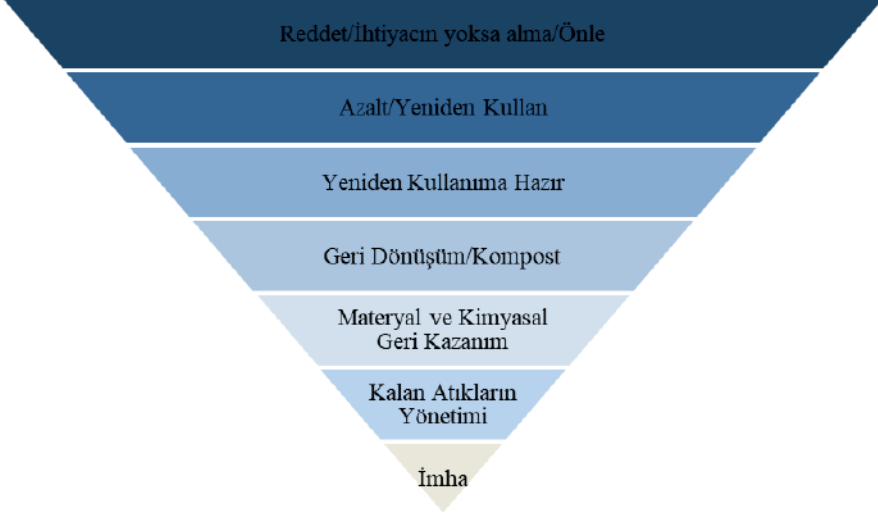 Reddet/İhtiyacın yoksa alma/Önle
Azalt/Yeniden Kullan
Yeniden Kullanıma Hazır
Geri Dönüşüm/Kompost
Materyal ve Kimyasal
Geri Kazanım
Kalan Atıkların
Yönetimi
İmha